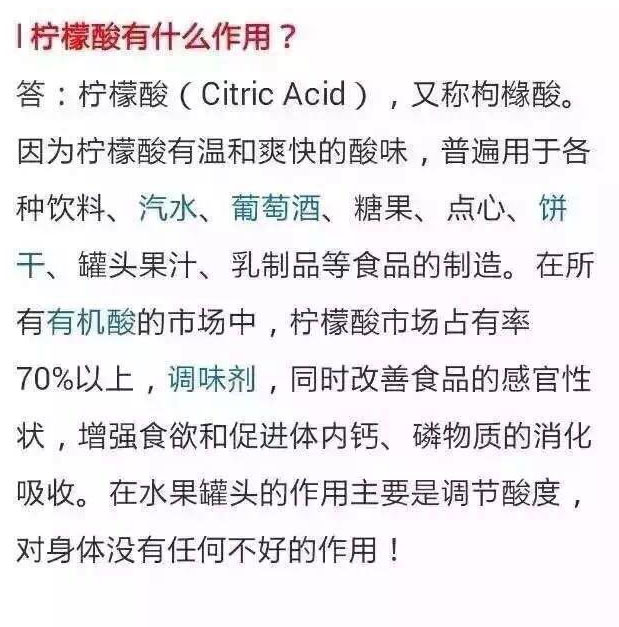 柠檬酸有什么作用？
答：柠檬酸（Citric Acid），又称枸橼酸。
因为柠檬酸有温和爽快的酸味，普遍用于各
种饮料、汽水、葡萄酒、糖果、点心、饼
干、罐头果汁、乳制品等食品的制造。在所
有有机酸的市场中，柠檬酸市场占有率
70%以上，调味剂，同时改善食品的感官性
状，增强食欲和促进体内钙、磷物质的消化
吸收。在水果罐头的作用主要是调节酸度，
对身体没有任何不好的作用！